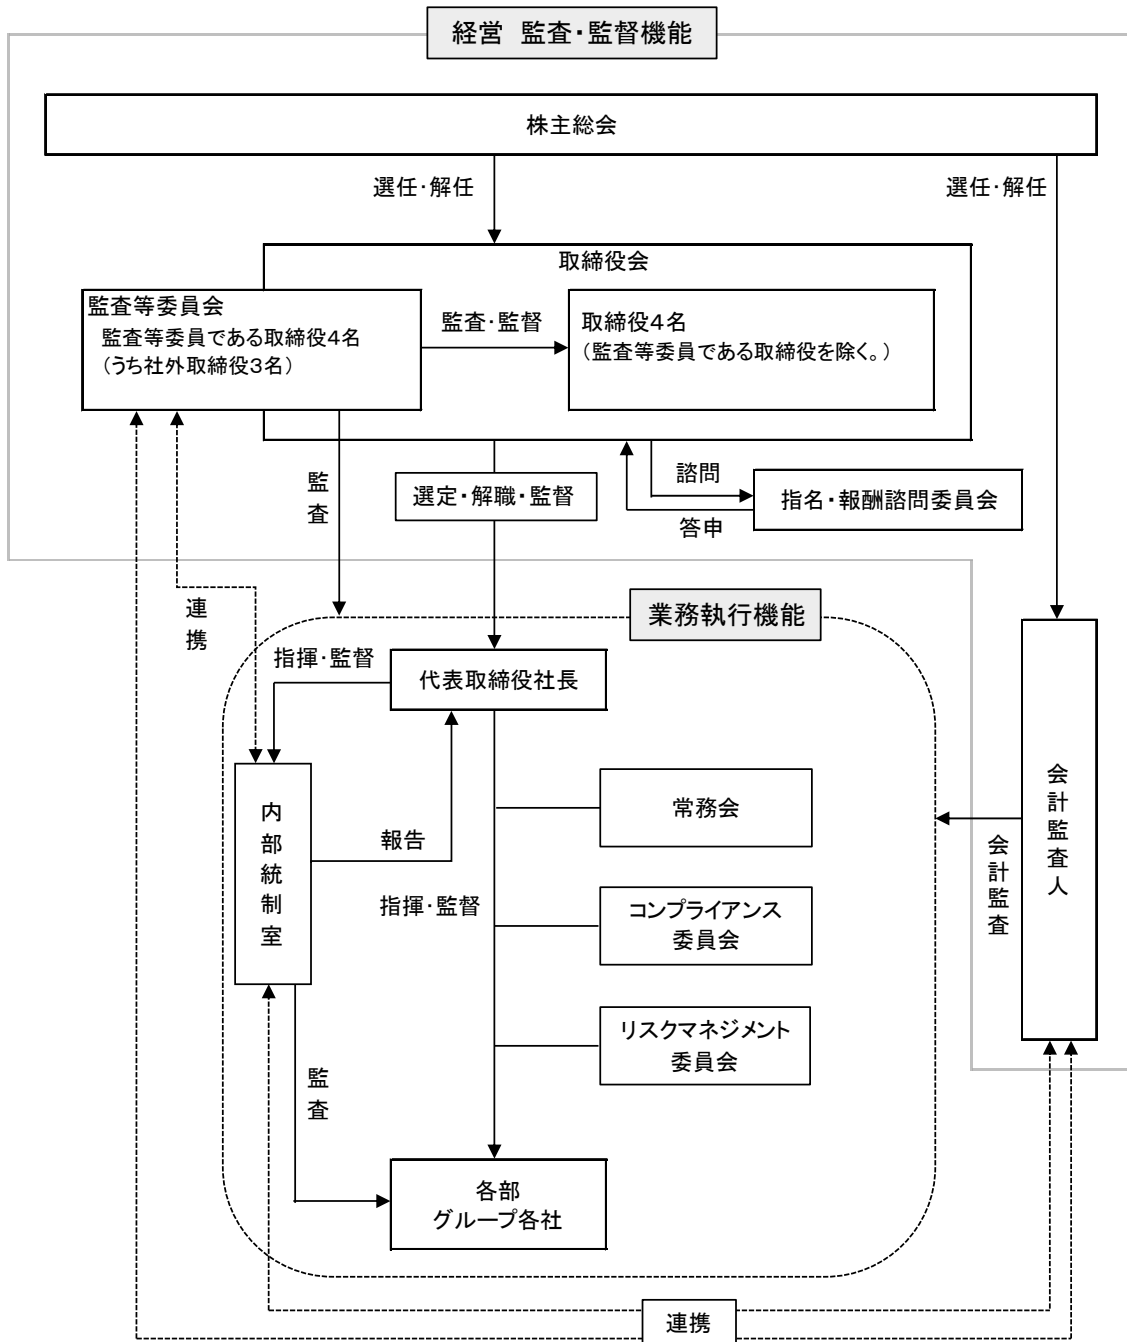 経営　監査・監督機能
株主総会
選任・解任
選任・解任
取締役会
監査等委員会
監査等委員である取締役４名
（うち社外取締役３名）
監査・監督
取締役４名
（監査等委員である取締役を除く。）
監査
選定・解職・監督
諮問
答申
指名・報酬諮問委員会
連携
業務執行機能
指揮・監督
代表取締役社長
内部統制室
報告
指揮・監督
常務会
コンプライアンス
委員会
リスクマネジメント
委員会
会計監査
会計監査人
監査
各部
グループ各社
連携